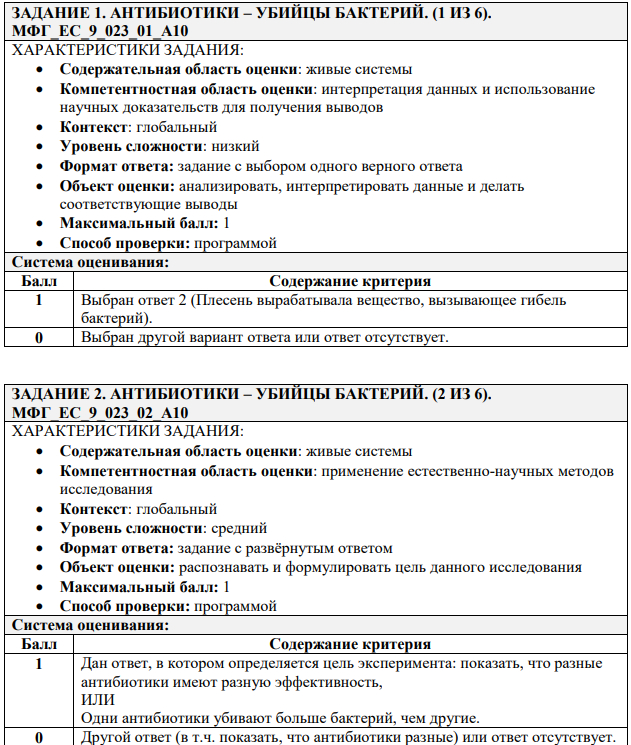 ЗАДАНИЕ 1. АНТИБИОТИКИ – УБИЙЦЫ БАКТЕРИЙ. (1 ИЗ 6).
МФГ_ЕС_9_023_01_А10
ХАРАКТЕРИСТИКИ ЗАДАНИЯ:
• Содержательная область оценки: живые системы
• Компетентностная область оценки: интерпретация данных и использование
научных доказательств для получения выводов
• Контекст: глобальный
• Уровень сложности: низкий
• Формат ответа: задание с выбором одного верного ответа
• Объект оценки: анализировать, интерпретировать данные и делать
соответствующие выводы
• Максимальный балл: 1
• Способ проверки: программой
Система оценивания:
Балл Содержание критерия
1 Выбран ответ 2 (Плесень вырабатывала вещество, вызывающее гибель
бактерий).
0 Выбран другой вариант ответа или ответ отсутствует.
ЗАДАНИЕ 2. АНТИБИОТИКИ – УБИЙЦЫ БАКТЕРИЙ. (2 ИЗ 6).
МФГ_ЕС_9_023_02_А10
ХАРАКТЕРИСТИКИ ЗАДАНИЯ:
• Содержательная область оценки: живые системы
• Компетентностная область оценки: применение естественно-научных методов
исследования
• Контекст: глобальный
• Уровень сложности: средний
• Формат ответа: задание с развёрнутым ответом
• Объект оценки: распознавать и формулировать цель данного исследования
• Максимальный балл: 1
• Способ проверки: программой
Система оценивания:
Балл Содержание критерия
1 Дан ответ, в котором определяется цель эксперимента: показать, что разные
антибиотики имеют разную эффективность,
ИЛИ
Одни антибиотики убивают больше бактерий, чем другие.
0 Другой ответ (в т.ч. показать, что антибиотики разные) или ответ отсутствует.